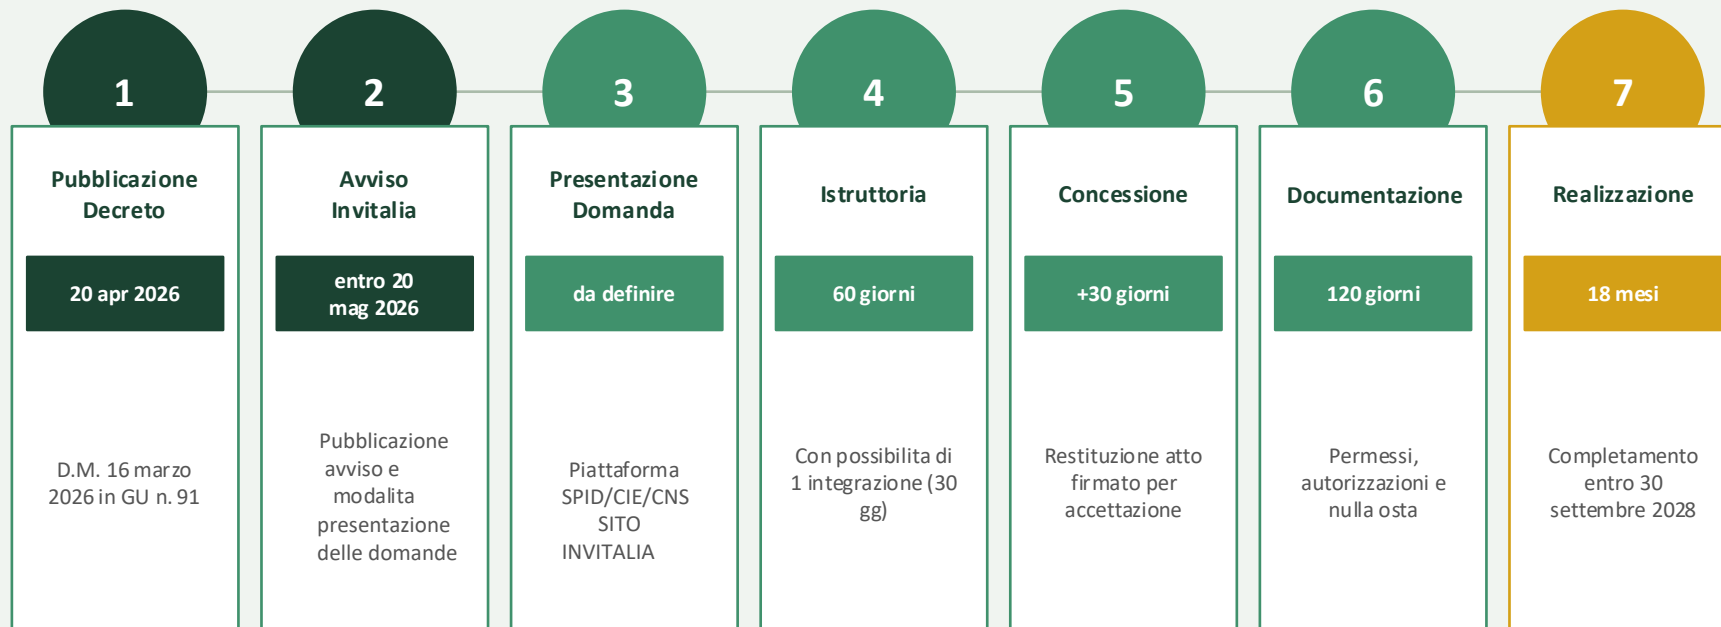 1
Pubblicazione
Decreto
20 apr 2026
D.M. 16 marzo
2026 in GU n. 91
2
Avviso
Invitalia
entro 20
mag 2026
Pubblicazione
avviso e
modalita
presentazione
delle domande
3
Presentazione
Domanda
da definire
Piattaforma
SPID/CIE/CNS
SITO
INVITALIA
4
Istruttoria
60 giorni
Con possibilita di
1 integrazione (30
gg)
5
Concessione
+30 giorni
Restituzione atto
firmato per
accettazione
6
Documentazione
120 giorni
Permessi,
autorizzazioni e
nulla osta
7
Realizzazione
18 mesi
Completamento
entro 30
settembre 2028